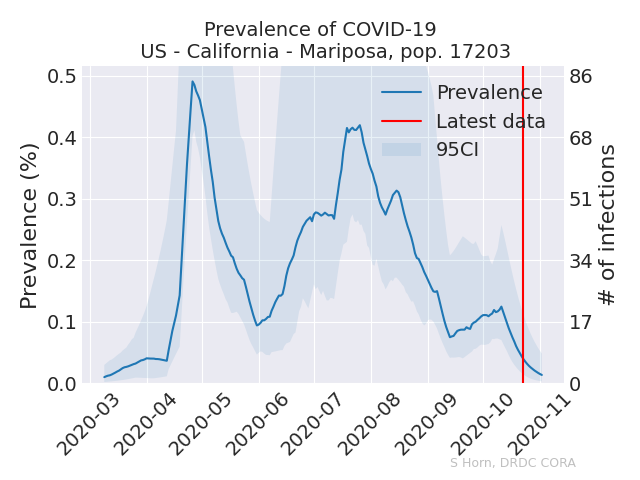 Prevalence of COVID-19
US - California - Mariposa, pop. 17203
Prevalence (%)
0.5
0.4
0.3
0.2
0.1
0.0
Prevalence
Latest data
95CI
86
68
51
34
17
0
# of infections
2020-03
2020-04
2020-05
2020-06
2020-07
2020-08
2020-09
2020-10
2020-11
S Horn, DRDC CORA